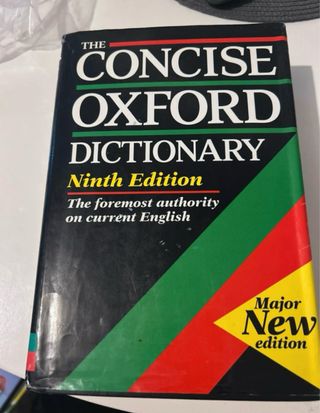 THE
CONCISE
OXFORD
DICTIONARY
Ninth Edition
The foremost authority
on current English
Major
New
edition